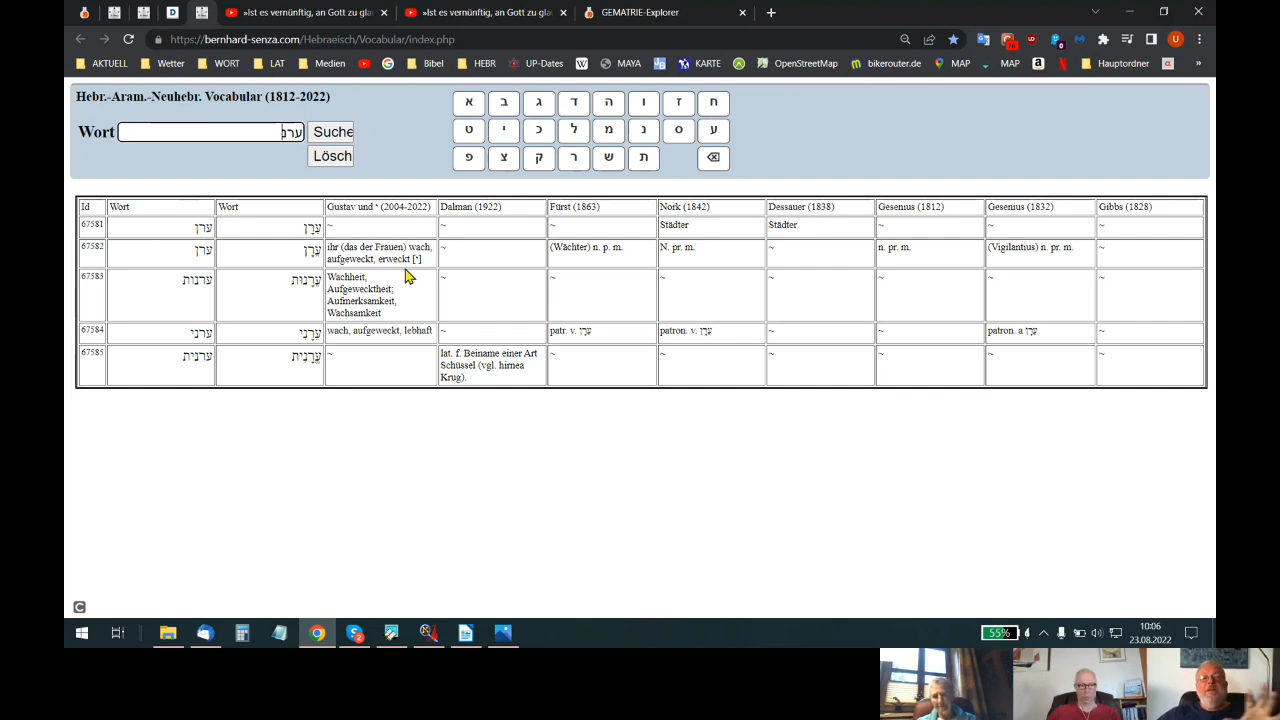 »Ist es vernünftig, an Gott zu gla
»Ist es vernünftig, an Gott zu gla
GEMATRIE-Explorer
https://bernhard-senza.com/Hebraeisch/Vocabular/index.php
AKTUELL
Wetter
WORT
LAT
Medien
Bibel
HEBR
UP-Dates
MAYA
KARTE
OpenStreetMap
bikerouter.de
MAP
MAP
Hauptordner
Hebr.-Aram.-Neuhebr. Vocabular (1812-2022)
Wort ערנ Suche
Lösch
א ב ג ד ה ו ז ח
ט י כ ל מ נ ס ע
פ צ ק ר ש ת
Id Wort Wort Gustav und י (2004-2022) Dalman (1922) Fürst (1863) Nork (1842) Dessauer (1838) Gesenius (1812) Gesenius (1832) Gibbs (1828)
67581 ערן ~ ~ ~ Städter Städter ~ ~ ~
67582 ערן ihr (das der Frauen) wach, ~ (Wächter) n. p. m. N. pr. m. ~ n. pr. m. (Vigilantius) n. pr. m. ~
aufgeweckt, erweckt [י]
67583 ערנות עֵרָנוּת Wachheit, ~ ~ ~ ~ ~ ~ ~
Aufgewecktheit;
Aufmerksamkeit,
Wachsamkeit
67584 ערני עֵרָנִי wach, aufgeweckt, lebhaft ~ patr. v. עֵרָן patron. v. עֵרָן ~ ~ patron. a עֵרָן ~
67585 ערנית ~ lat. f. Beiname einer Art ~ ~ ~ ~ ~ ~
Schüssel (vgl. hirnea
Krug).
55%
10:06
23.08.2022